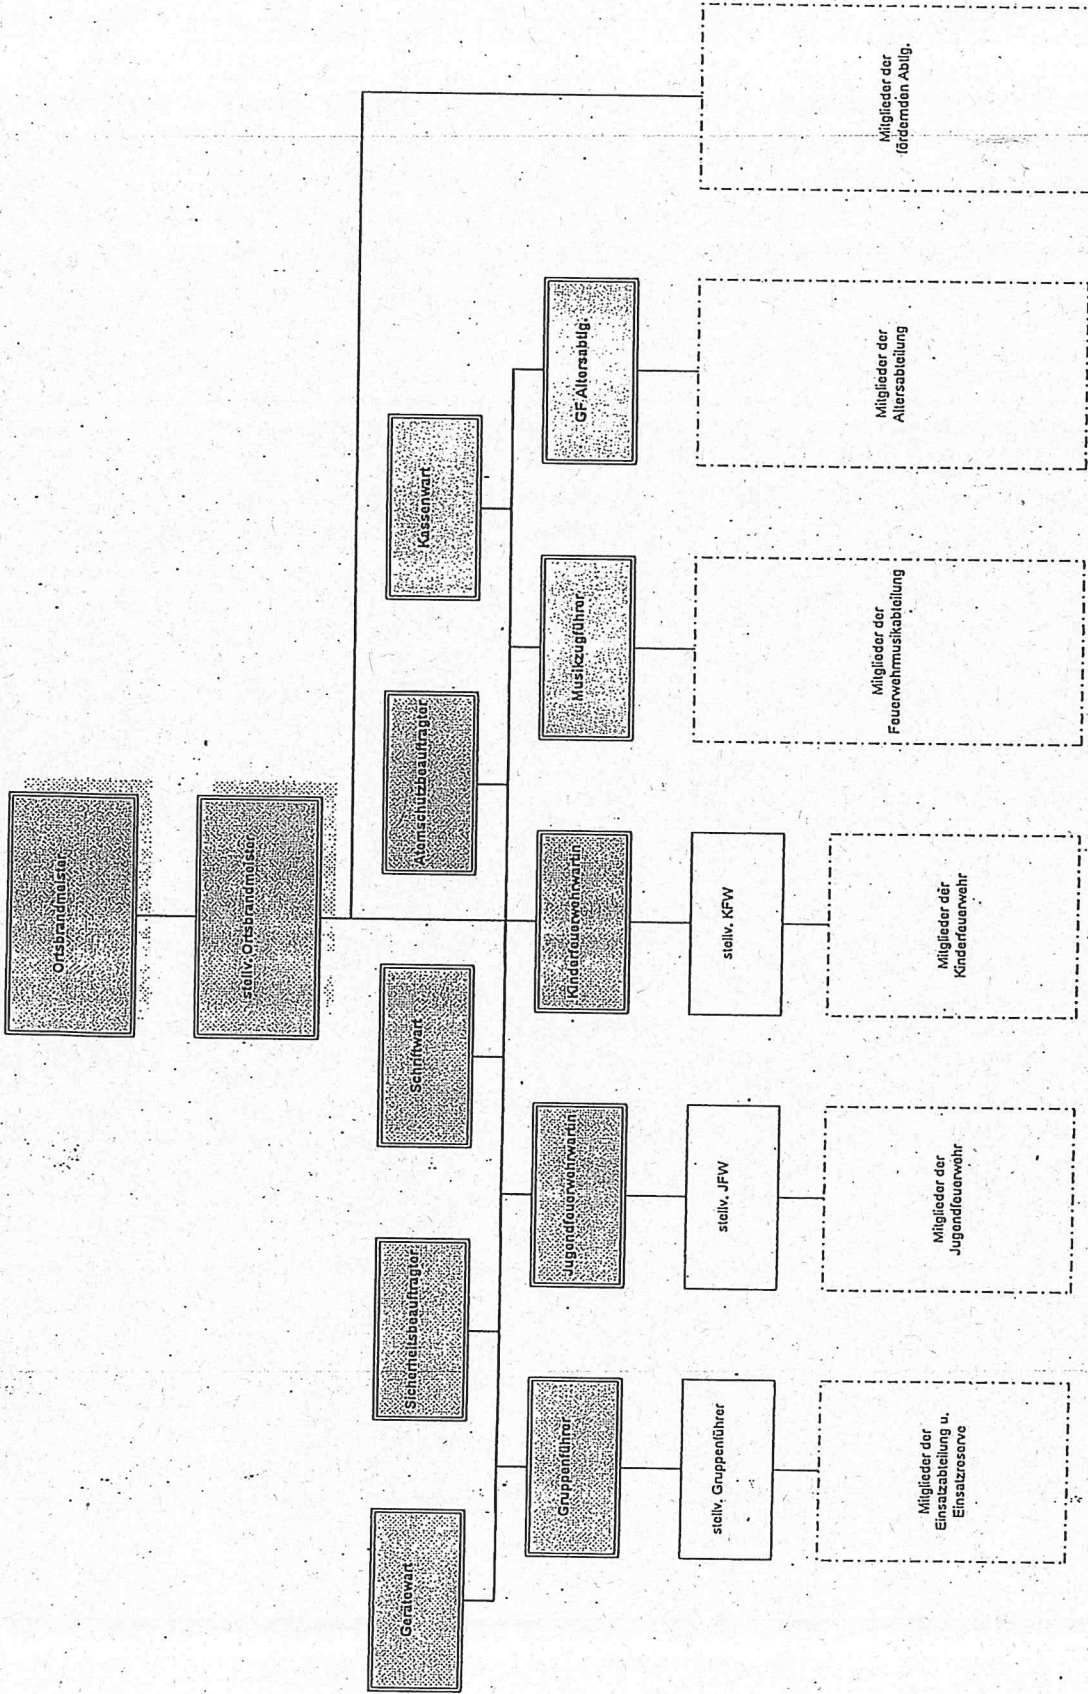 Ortsbrandmeister
stellv. Ortsbrandmeister
Gerätewart
Sicherheitsbeauftragter
Schriftwart
Atemschutzbeauftragter
Kassenwart
Gruppenführer
Jugendfeuerwehrwartin
Kinderfeuerwehrwartin
Musikzugführer
GF Altersabtlg.
stellv. Gruppenführer
stellv. JFW
stellv. KFW
Mitglieder der
Einsatzabteilung u.
Einsatzreserve
Mitglieder der
Jugendfeuerwehr
Mitglieder der
Kinderfeuerwehr
Mitglieder der
Feuerwehrmusikabteilung
Mitglieder der
Altersabteilung
Mitglieder der
fördernden Abtlg.